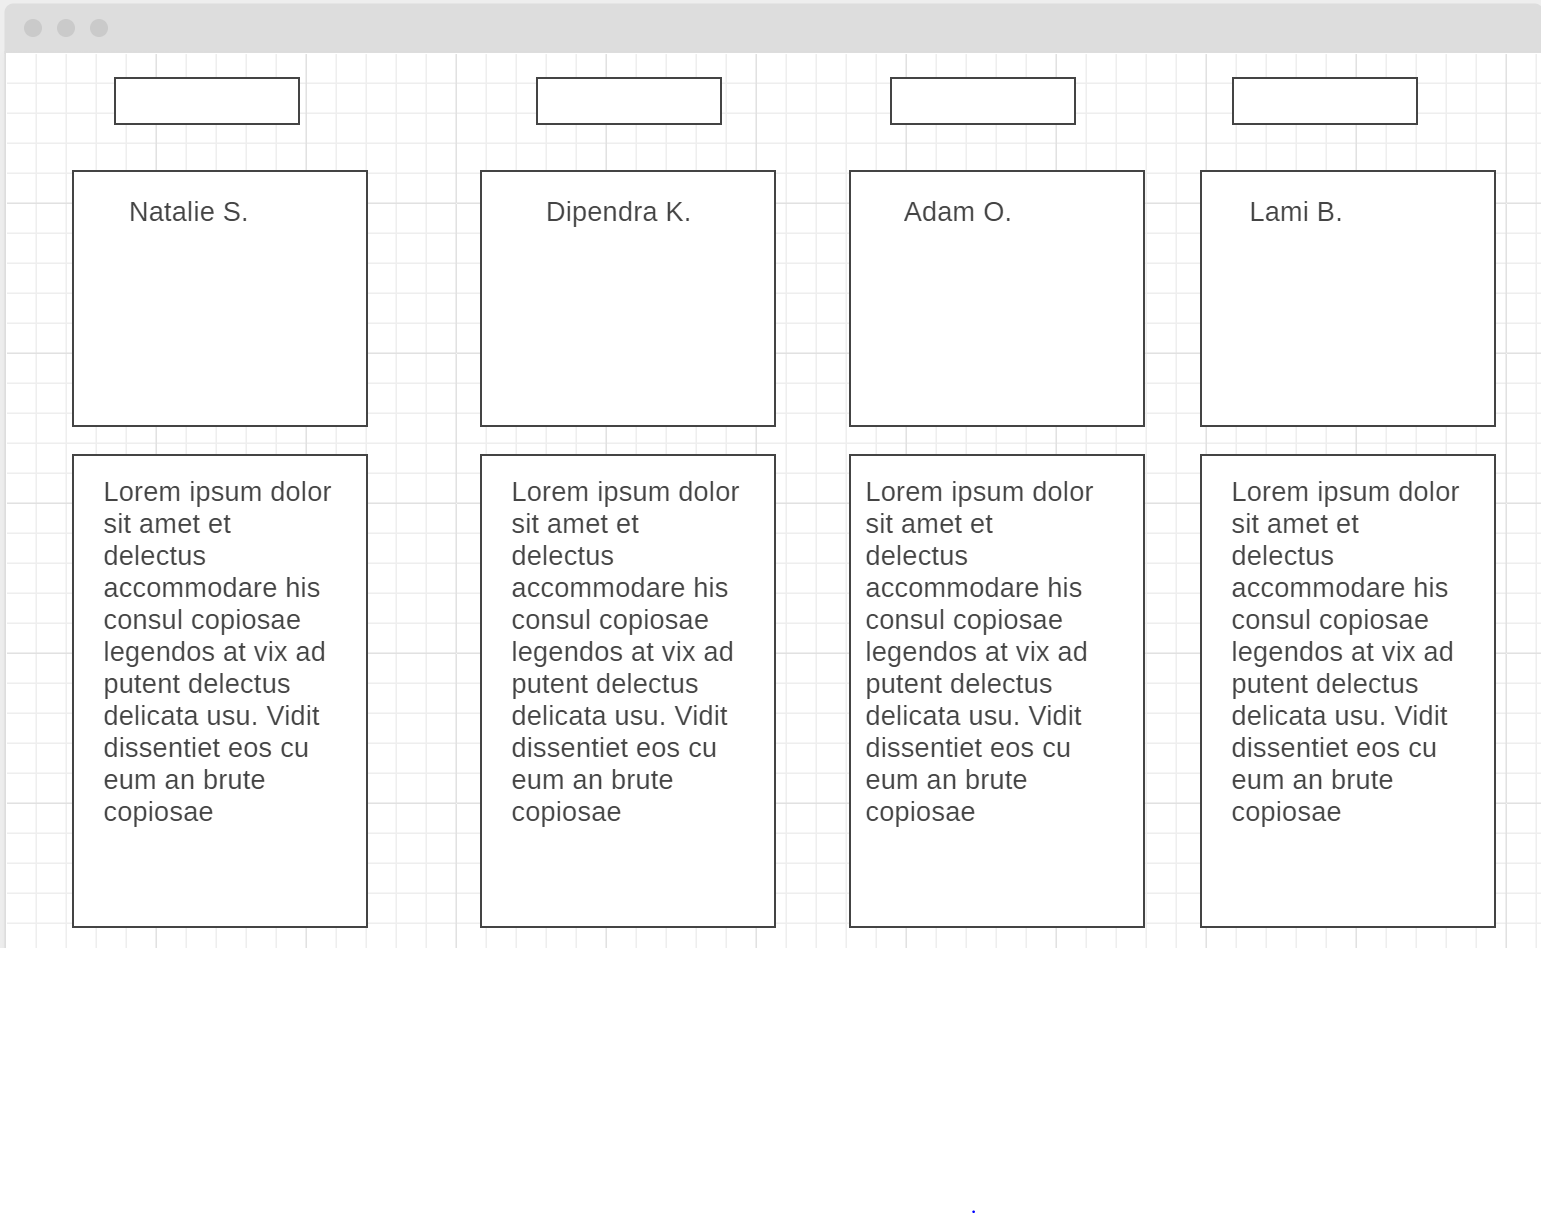 Natalie S.
Dipendra K.
Adam O.
Lami B.
Lorem ipsum dolor
sit amet et
delectus
accommodare his
consul copiosae
legendos at vix ad
putent delectus
delicata usu. Vidit
dissentiet eos cu
eum an brute
copiosae
Lorem ipsum dolor
sit amet et
delectus
accommodare his
consul copiosae
legendos at vix ad
putent delectus
delicata usu. Vidit
dissentiet eos cu
eum an brute
copiosae
Lorem ipsum dolor
sit amet et
delectus
accommodare his
consul copiosae
legendos at vix ad
putent delectus
delicata usu. Vidit
dissentiet eos cu
eum an brute
copiosae
Lorem ipsum dolor
sit amet et
delectus
accommodare his
consul copiosae
legendos at vix ad
putent delectus
delicata usu. Vidit
dissentiet eos cu
eum an brute
copiosae